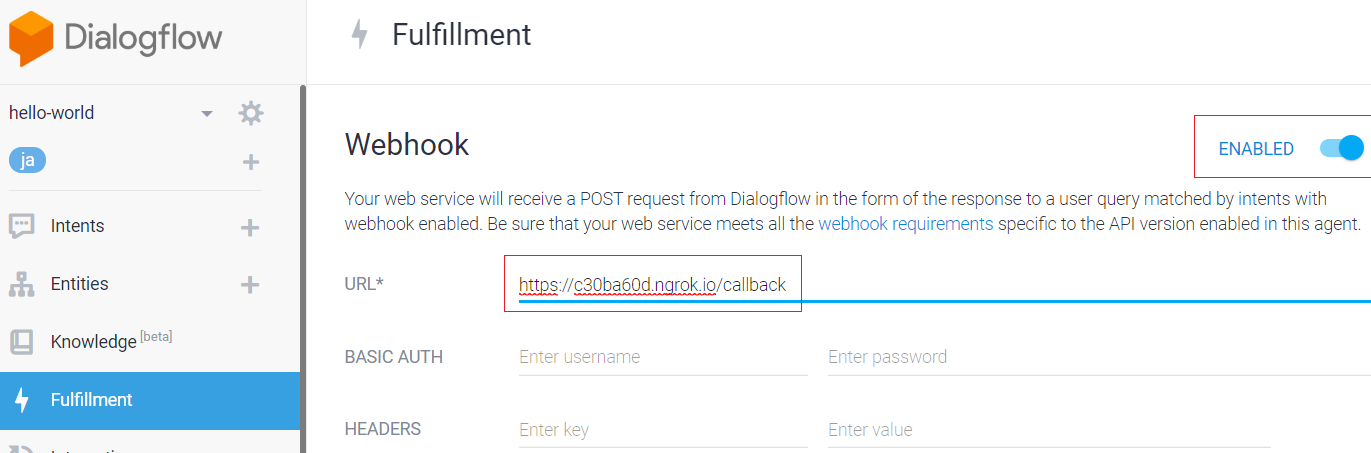 Dialogflow
Fulfillment
hello-world
ja
Intents
Entities
Knowledge [beta]
Fulfillment
Webhook
ENABLED
Your web service will receive a POST request from Dialogflow in the form of the response to a user query matched by intents with
webhook enabled. Be sure that your web service meets all the webhook requirements specific to the API version enabled in this agent.
URL*
https://c30ba60d.ngrok.io/callback
BASIC AUTH
Enter username
Enter password
HEADERS
Enter key
Enter value